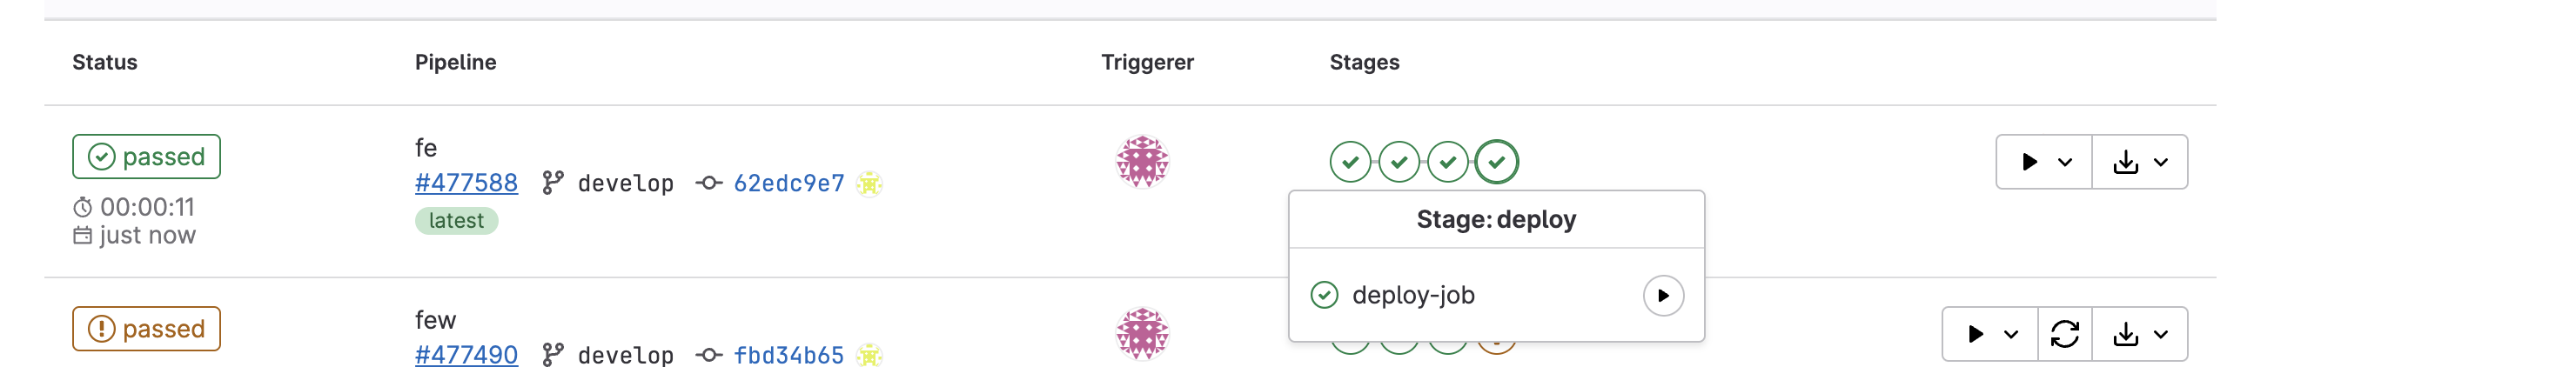 Status Pipeline Triggerer Stages
passed
00:00:11
just now
fe
#477588 develop 62edc9e7
latest
Stage: deploy
deploy-job
passed
few
#477490 develop fbd34b65